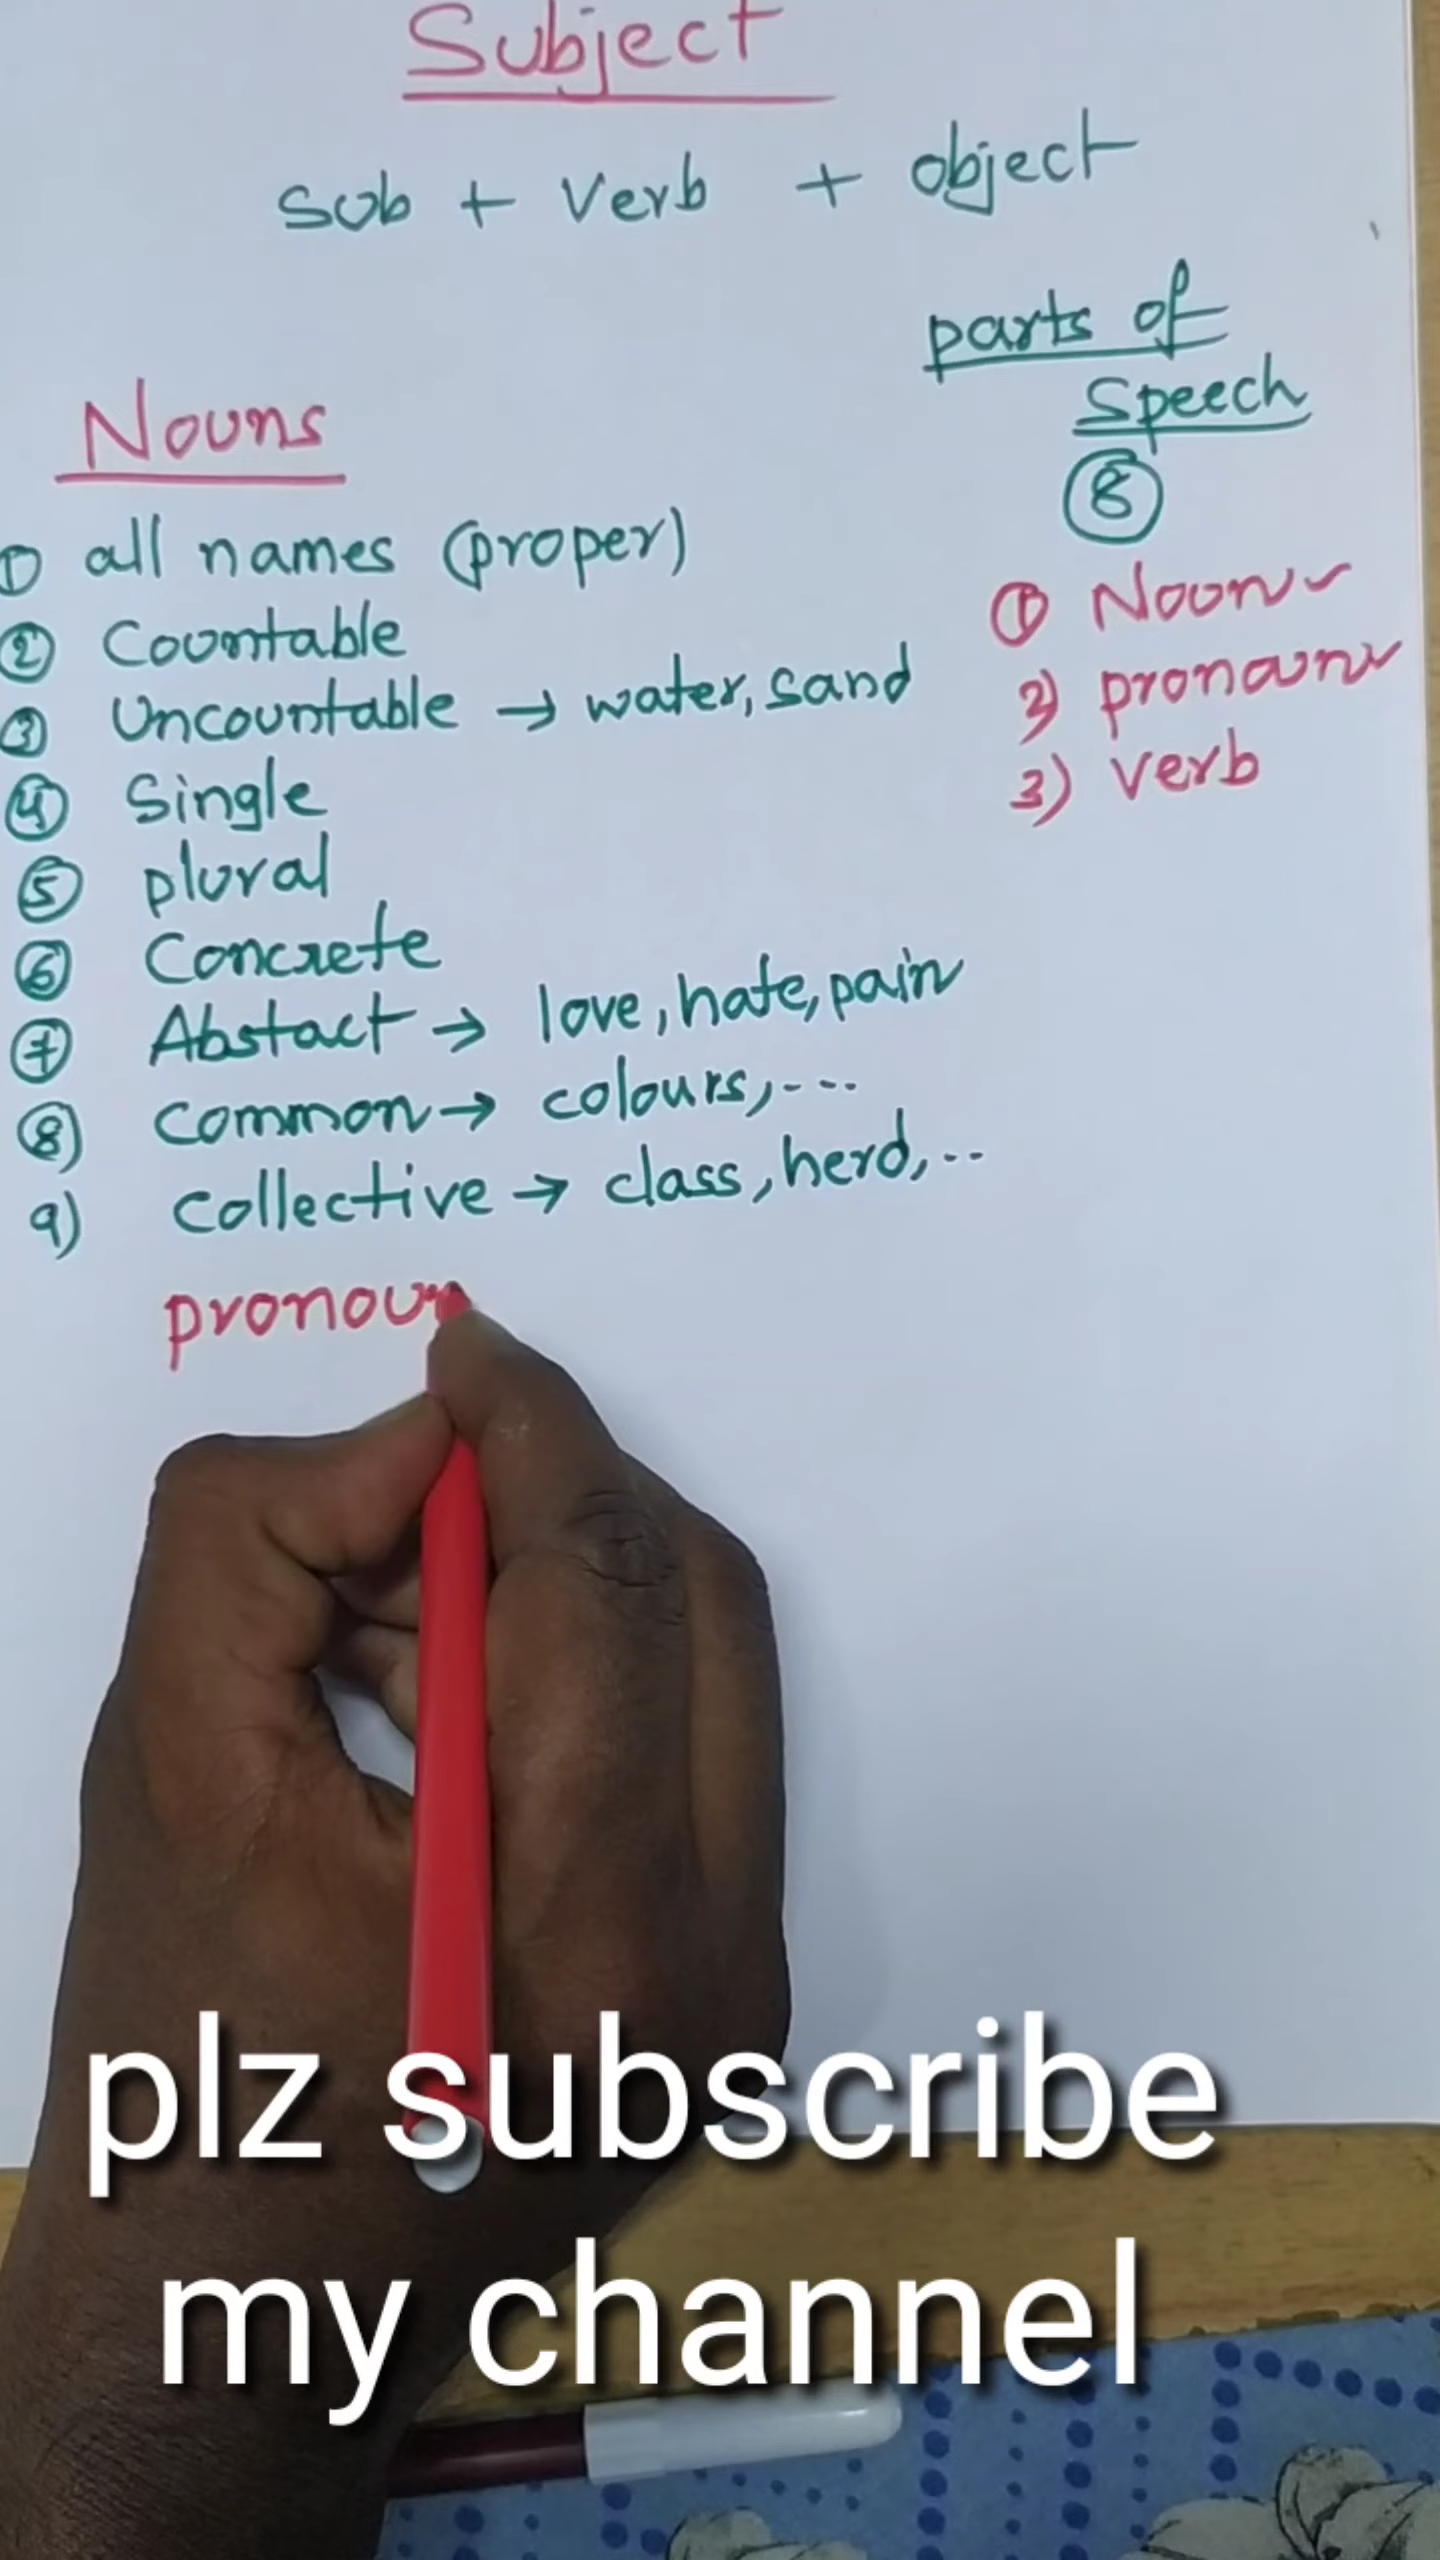 Subject
Sub + Verb + object
parts of
Speech
8
Nouns
① all names (proper)
② Countable
③ Uncountable → water, sand
④ Single
⑤ plural
⑥ Concrete
⑦ Abstact → love, hate, pain
⑧ Common → colours, ---
9) Collective → class, herd, --
① Noun ✓
2) pronoun ✓
3) verb
pronoun
plz subscribe
my channel